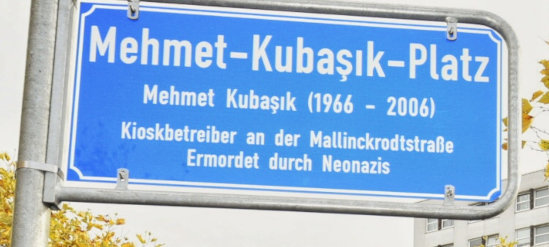 Mehmet-Kubaşık-Platz
Mehmet Kubaşık (1966 - 2006)
Kioskbetreiber an der Mallinckrodtstraße
Ermordet durch Neonazis